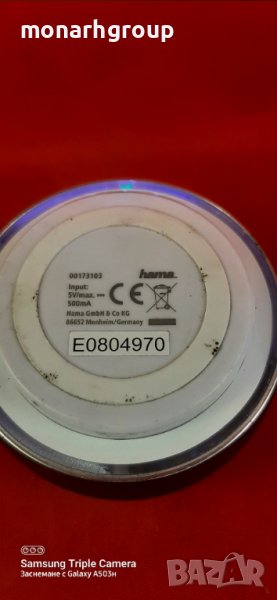 monarhgroup
00173103
hama.
Input:
5V/max. ⎓
500mA
CE
Hama GmbH & Co KG
86652 Monheim/Germany
E0804970
Samsung Triple Camera
Заснемане с Galaxy A503н
BAZAR